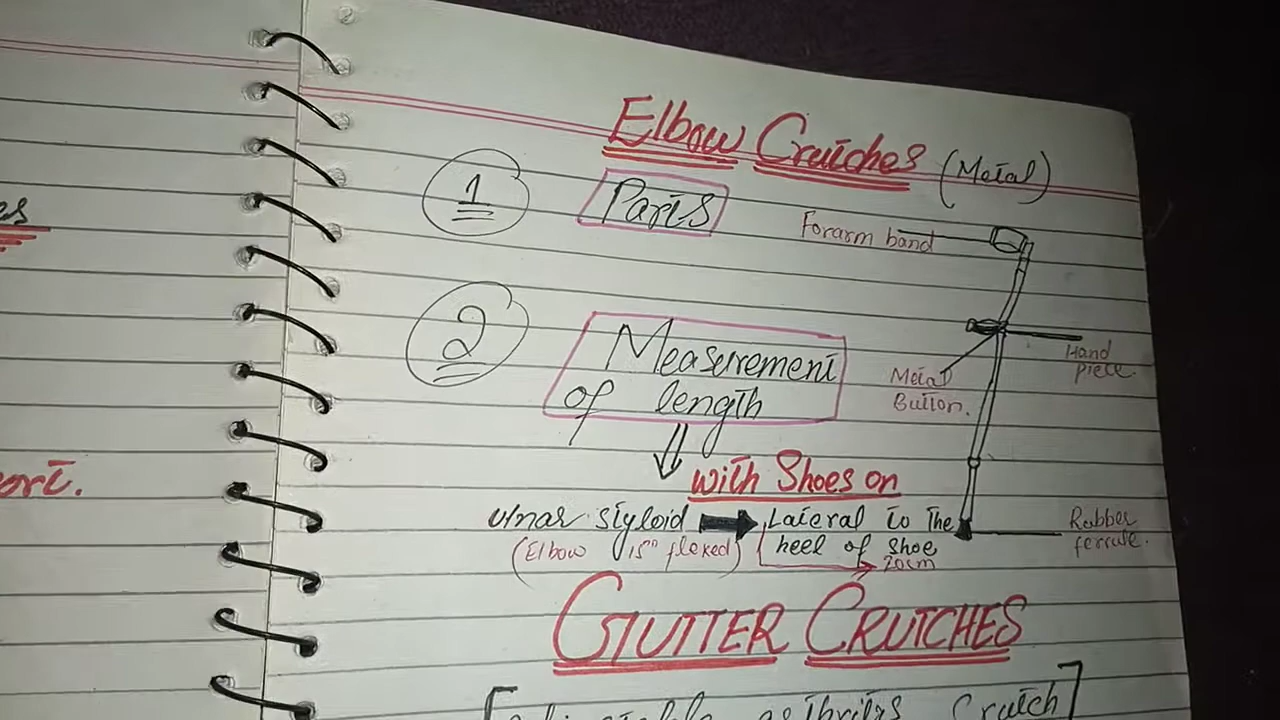 Elbow Crutches (Metal)
1 Parts
Forarm band
2 Measurement
of length
Hand
piece.
Metal
Button.
with Shoes on
Ulnar Styloid Lateral to the
(Elbow 15° flexed) heel of shoe
20cm
Rubber
ferrule.
GUTTER CRUTCHES
Crutch
es
ort.